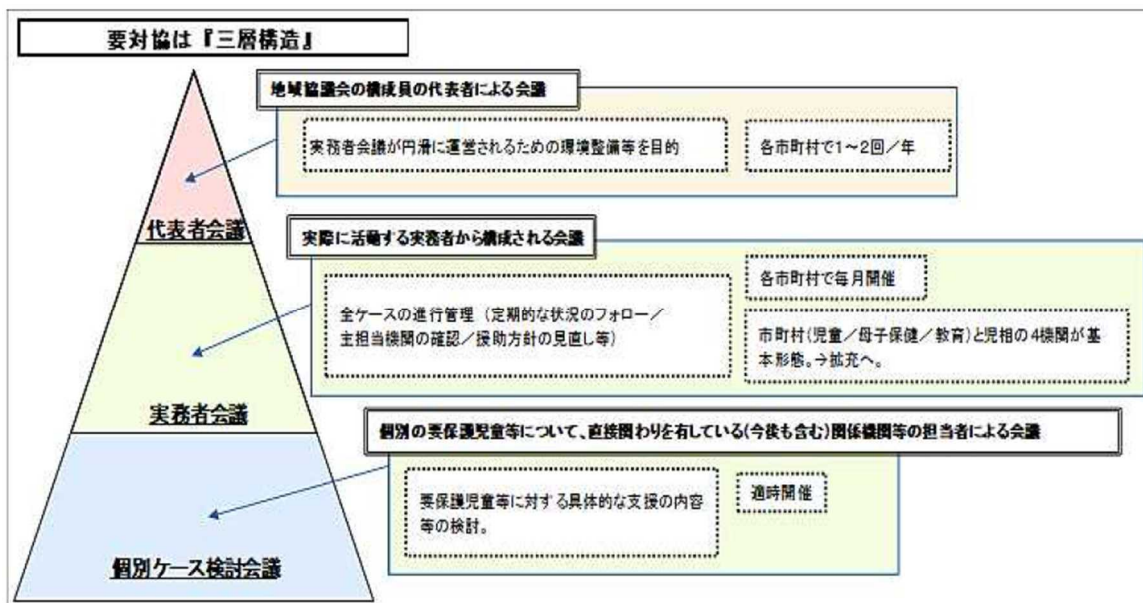 要対協は『三層構造』
地域協議会の構成員の代表者による会議
実務者会議が円滑に運営されるための環境整備等を目的
各市町村で1～2回／年
代表者会議
実際に活動する実務者から構成される会議
各市町村で毎月開催
全ケースの進行管理（定期的な状況のフォロー／
主担当機関の確認／援助方針の見直し等）
市町村(児童／母子保健／教育)と児相の4機関が基
本形態。→拡充へ。
実務者会議
個別の要保護児童等について、直接関わりを有している(今後も含む)関係機関等の担当者による会議
要保護児童等に対する具体的な支援の内容
等の検討。
適時開催
個別ケース検討会議